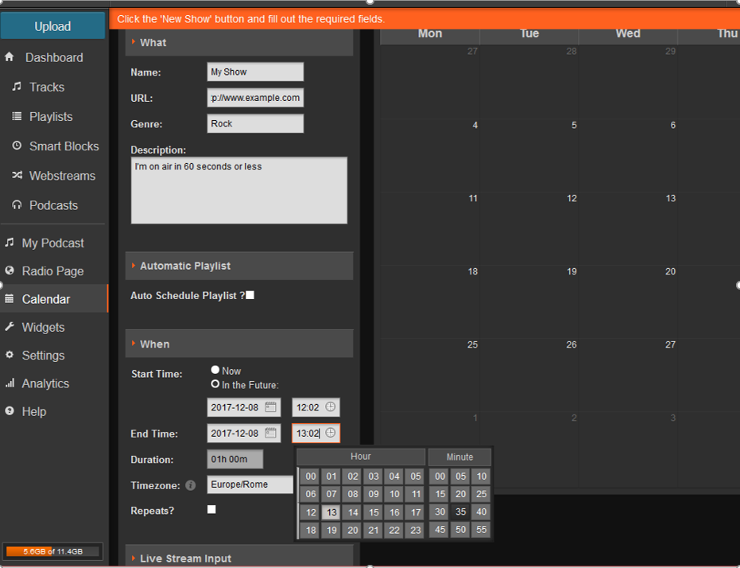 Click the 'New Show' button and fill out the required fields.
Upload
Dashboard
Tracks
Playlists
Smart Blocks
Webstreams
Podcasts
My Podcast
Radio Page
Calendar
Widgets
Settings
Analytics
Help
5.6GB of 11.4GB
What
Name: My Show
URL: p://www.example.com
Genre: Rock
Description:
I'm on air in 60 seconds or less
Automatic Playlist
Auto Schedule Playlist ?
When
Start Time: Now
In the Future:
2017-12-08 12:02
End Time: 2017-12-08 13:02
Duration: 01h 00m
Timezone: i Europe/Rome
Repeats?
Live Stream Input
Hour Minute
00 01 02 03 04 05 00 05 10
06 07 08 09 10 11 15 20 25
12 13 14 15 16 17 30 35 40
18 19 20 21 22 23 45 50 55
Mon Tue Wed Thu
27 28 29
4 5 6
11 12 13
18 19 20
25 26 27
1 2 3